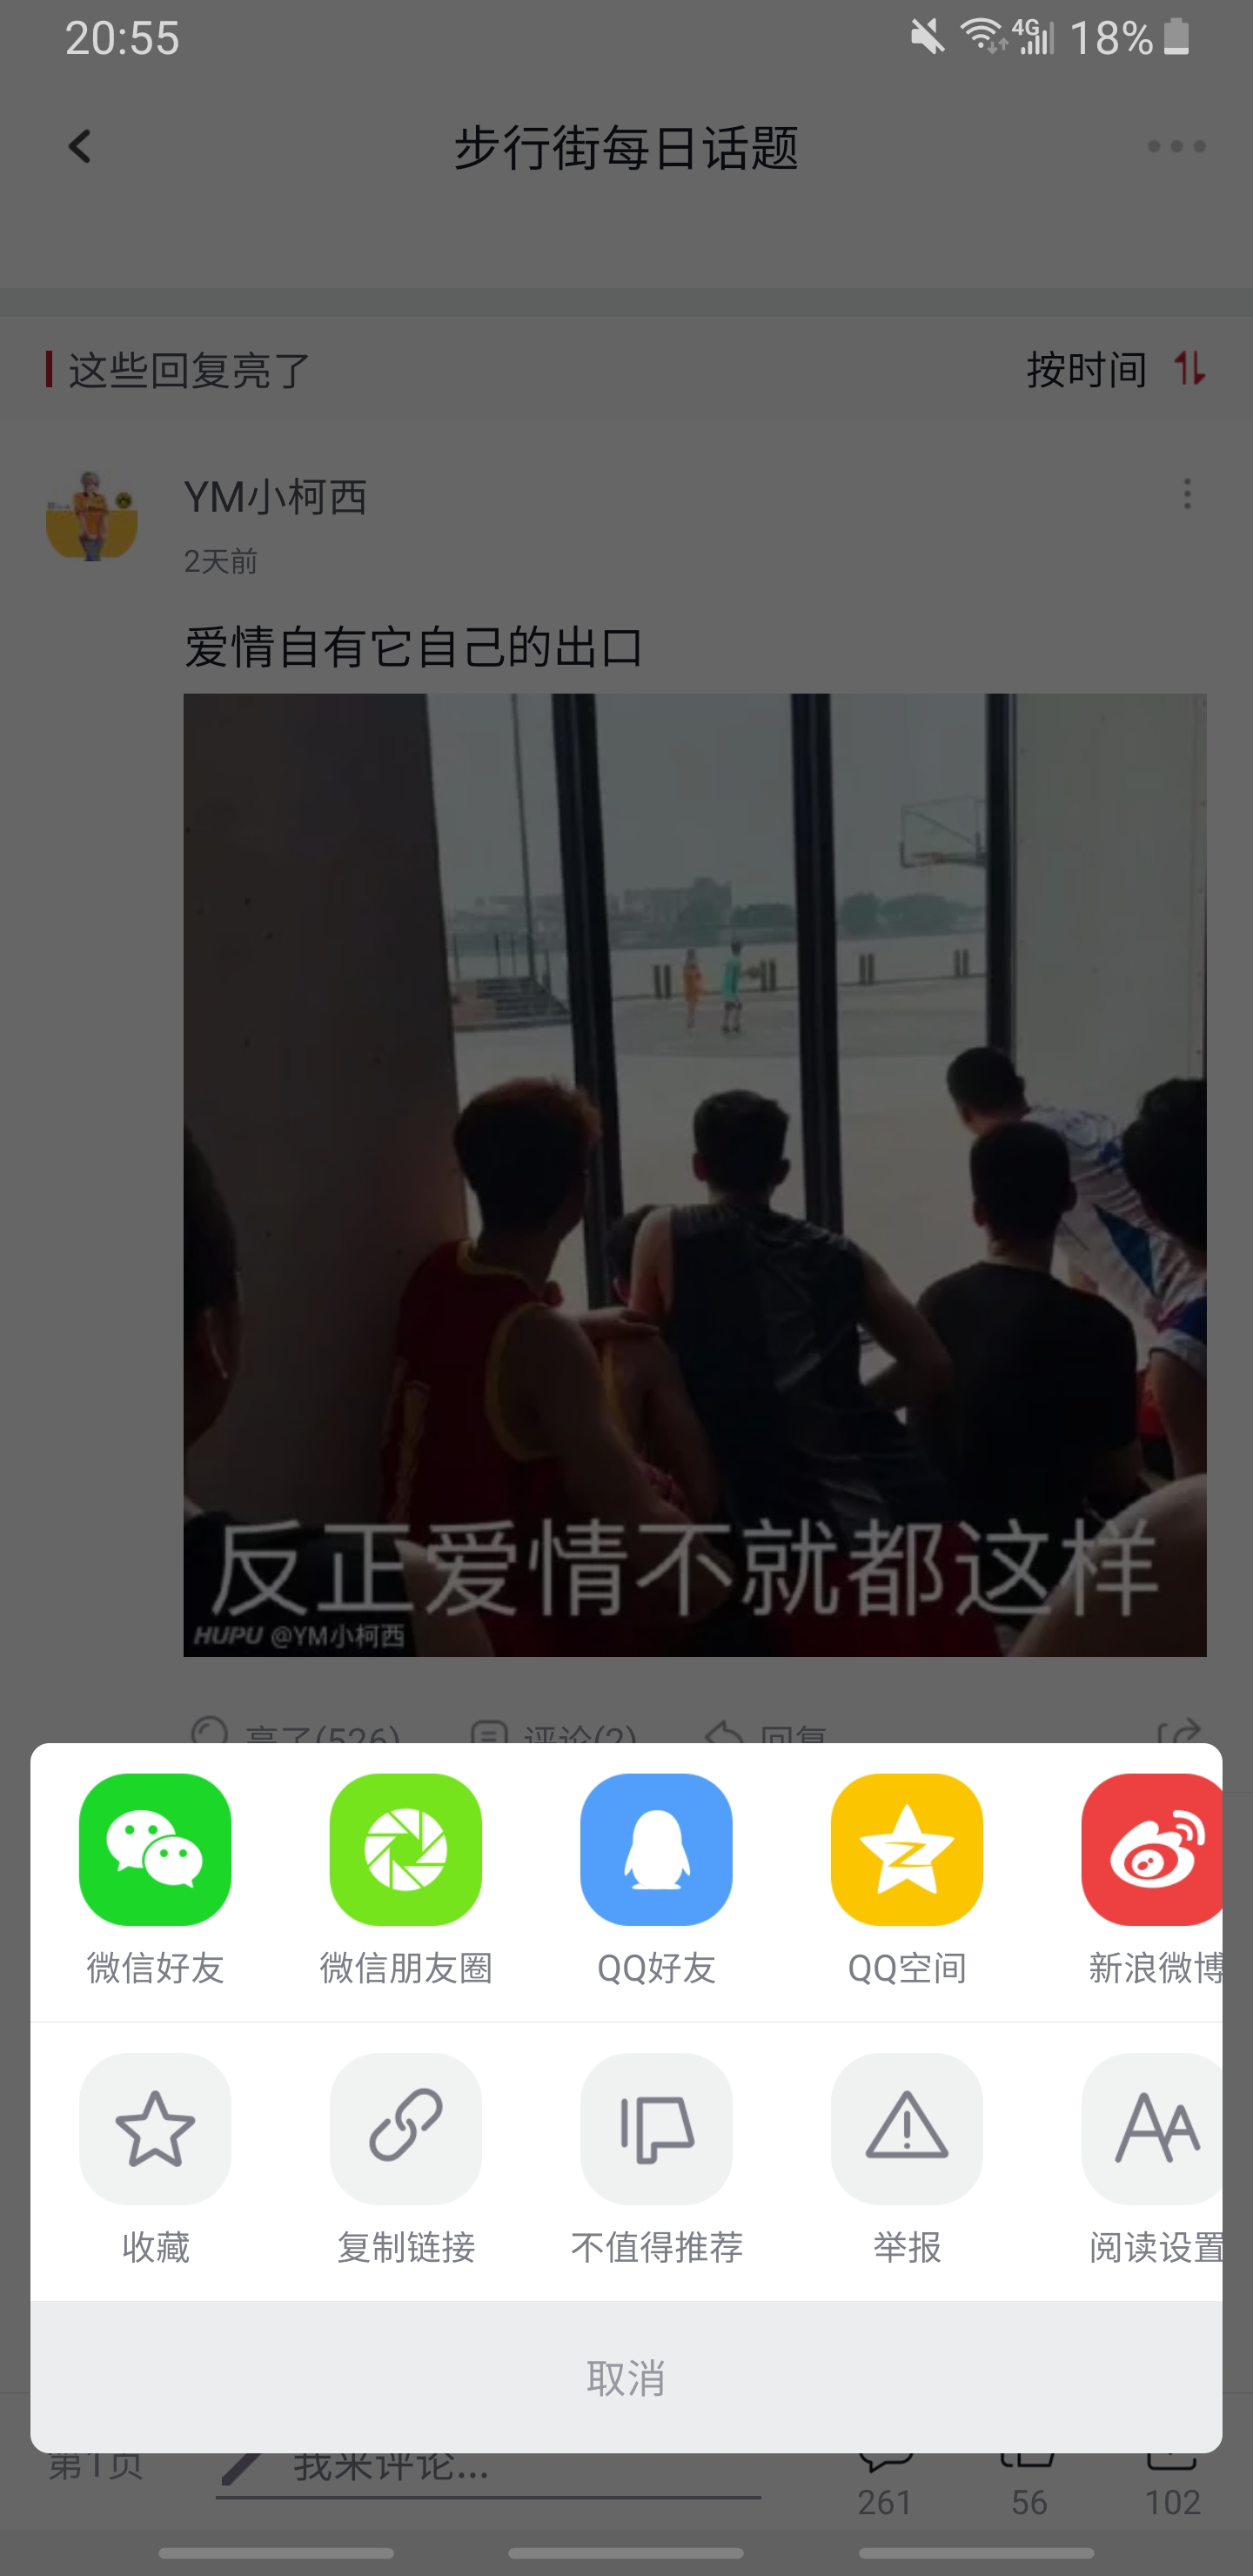 20:55
4G 18%
步行街每日话题
这些回复亮了
按时间
YM小柯西
2天前
爱情自有它自己的出口
反正爱情不就都这样
HUPU @YM小柯西
亮了(526)
评论(2)
回复
微信好友
微信朋友圈
QQ好友
QQ空间
新浪微博
收藏
复制链接
不值得推荐
举报
阅读设置
取消
第1页
我来评论...
261
56
102